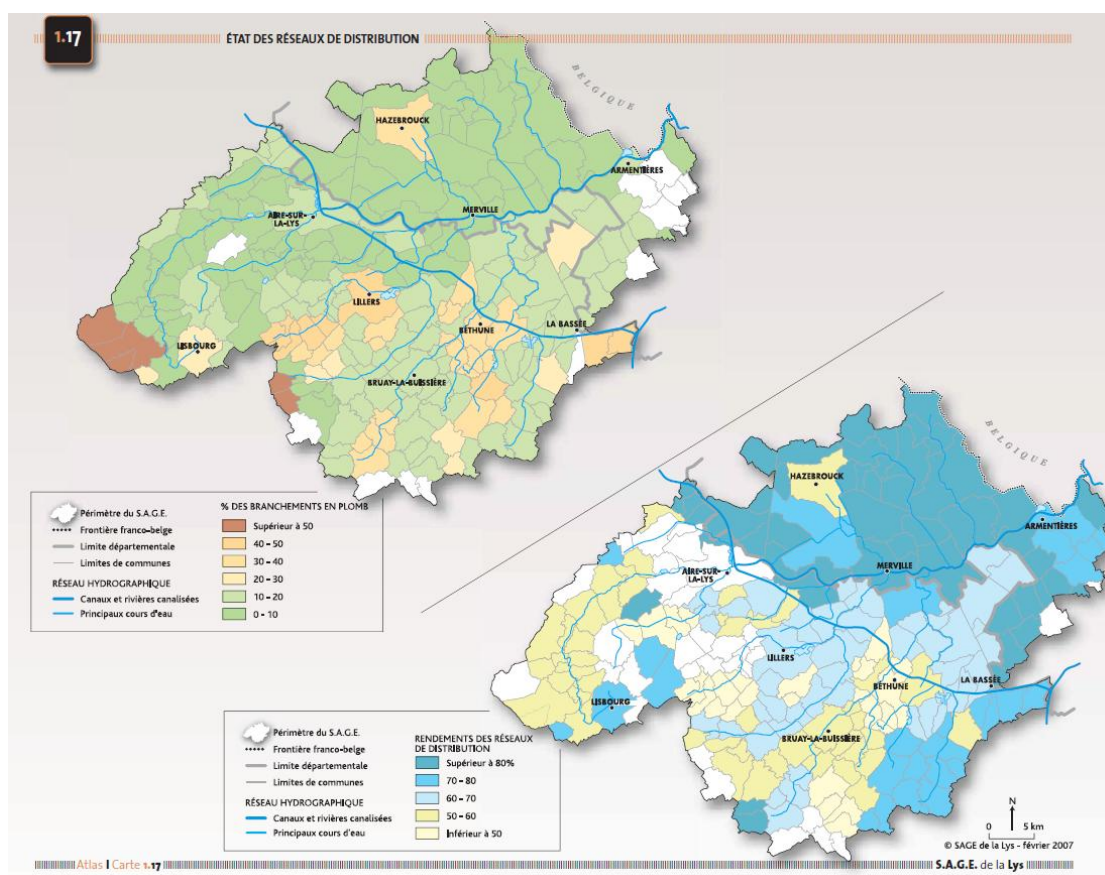 1.17
ÉTAT DES RÉSEAUX DE DISTRIBUTION
BELGIQUE
HAZEBROUCK
ARMENTIÈRES
MERVILLE
AIRE-SUR-
LA-LYS
LILLERS
BÉTHUNE
LA BASSÉE
LISBOURG
BRUAY-LA-BUISSIÈRE
Périmètre du S.A.G.E.
Frontière franco-belge
Limite départementale
Limites de communes
RÉSEAU HYDROGRAPHIQUE
Canaux et rivières canalisées
Principaux cours d'eau
% DES BRANCHEMENTS EN PLOMB
Supérieur à 50
40 - 50
30 - 40
20 - 30
10 - 20
0 - 10
BELGIQUE
HAZEBROUCK
ARMENTIÈRES
MERVILLE
AIRE-SUR-
LA-LYS
LILLERS
BÉTHUNE
LA BASSÉE
LISBOURG
BRUAY-LA-BUISSIÈRE
Périmètre du S.A.G.E.
Frontière franco-belge
Limite départementale
Limites de communes
RÉSEAU HYDROGRAPHIQUE
Canaux et rivières canalisées
Principaux cours d'eau
RENDEMENTS DES RÉSEAUX
DE DISTRIBUTION
Supérieur à 80%
70 - 80
60 - 70
50 - 60
Inférieur à 50
N
0 5 km
© SAGE de la Lys - février 2007
Atlas | Carte 1.17
S.A.G.E. de la Lys